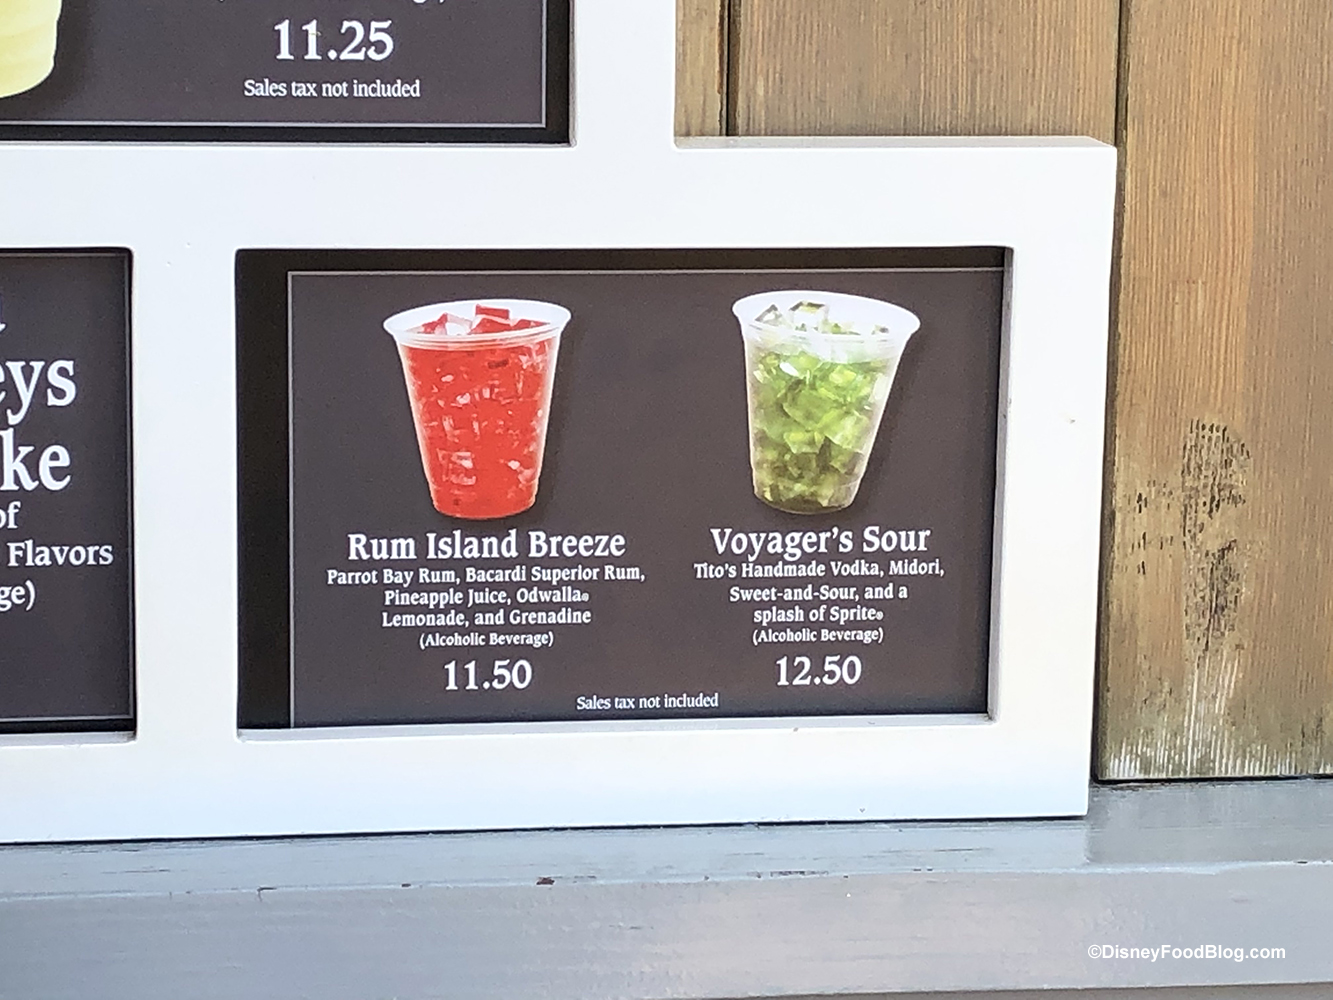 11.25
Sales tax not included
eys
ke
of
Flavors
ge)
Rum Island Breeze
Parrot Bay Rum, Bacardi Superior Rum,
Pineapple Juice, Odwalla®
Lemonade, and Grenadine
(Alcoholic Beverage)
11.50
Voyager's Sour
Tito's Handmade Vodka, Midori,
Sweet-and-Sour, and a
splash of Sprite®
(Alcoholic Beverage)
12.50
Sales tax not included
©DisneyFoodBlog.com